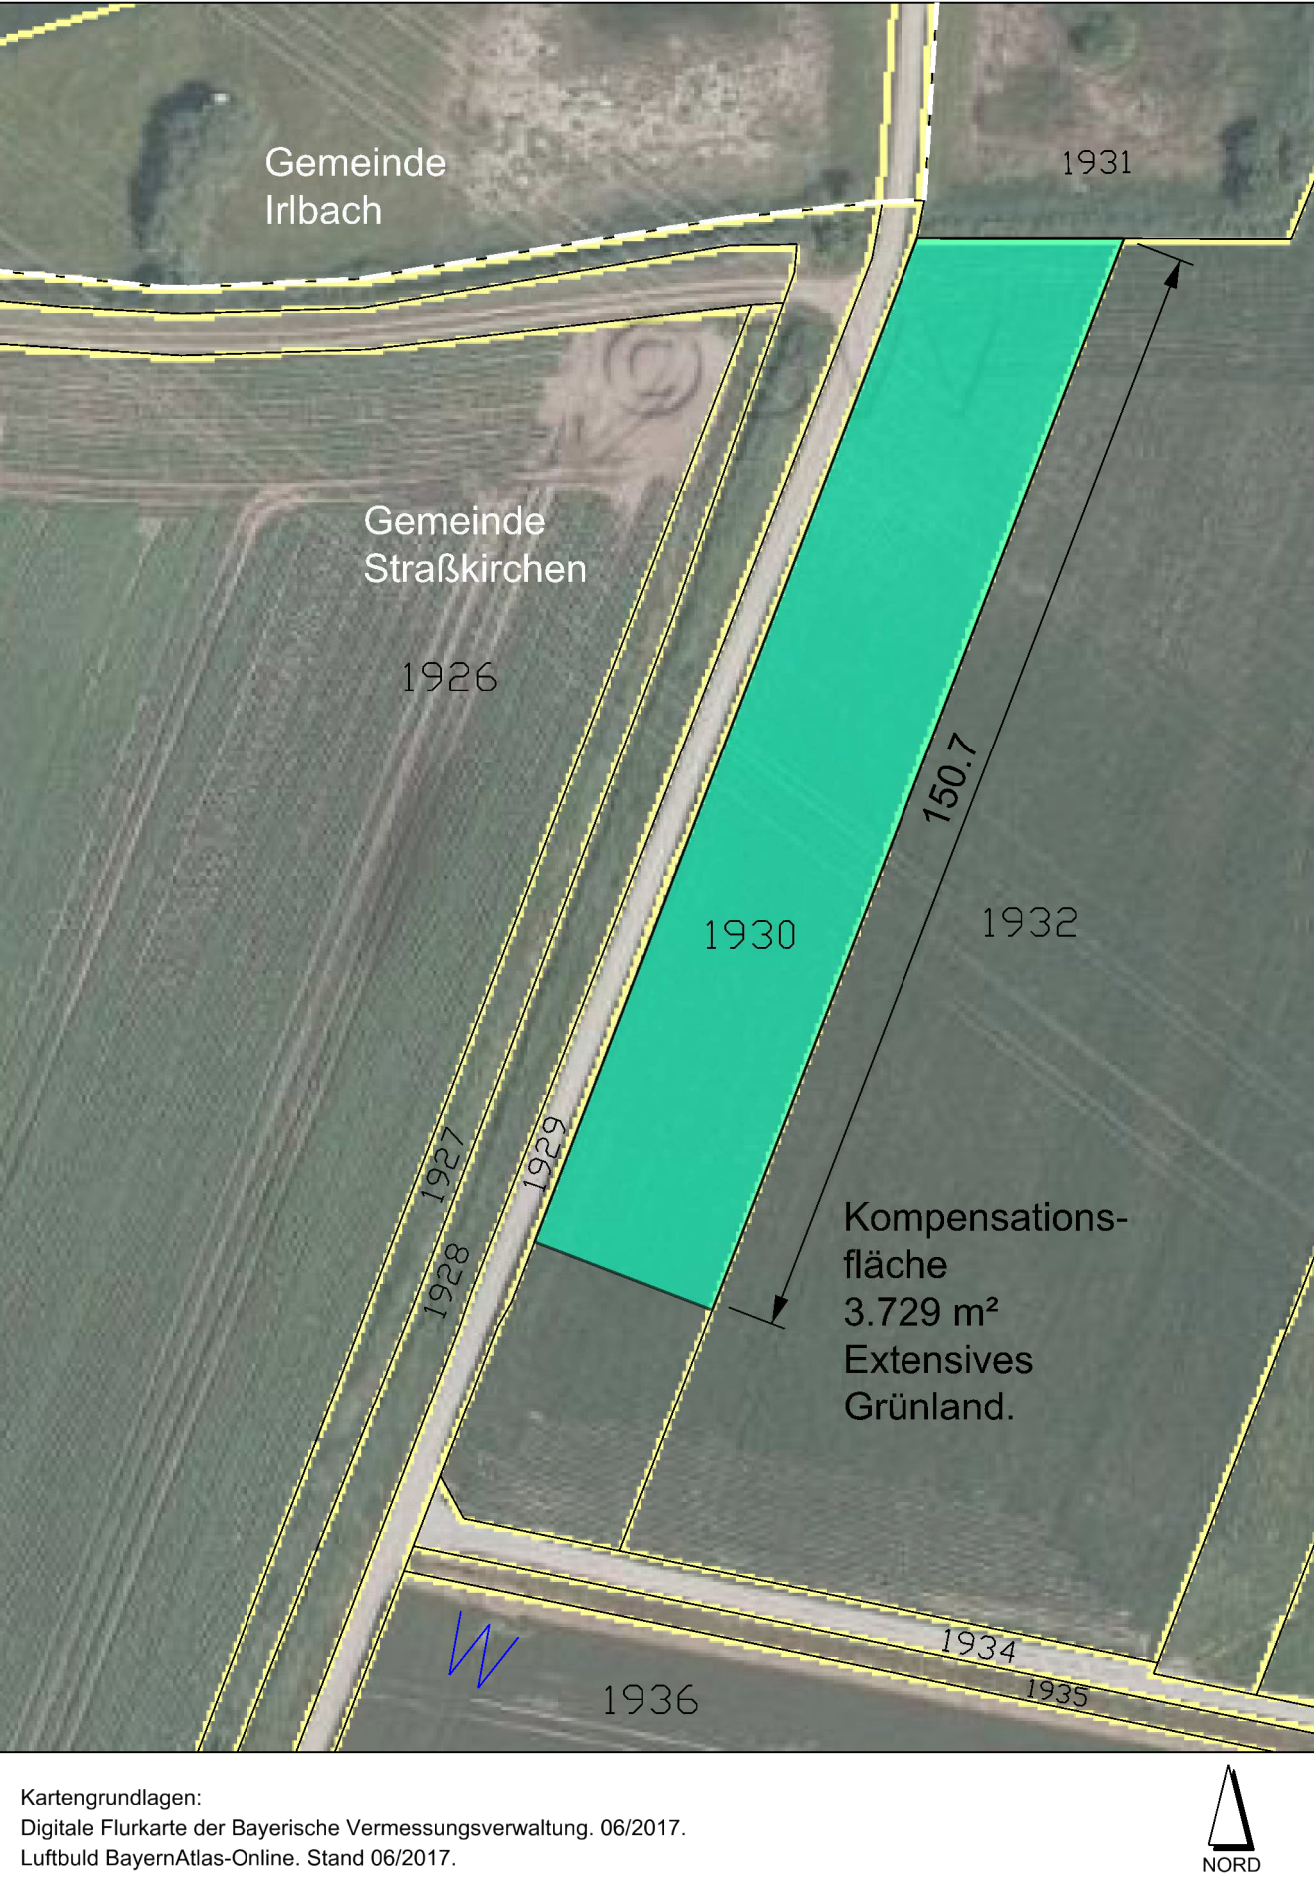 1931
Gemeinde
Irlbach
©
Gemeinde
Straßkirchen
1926
150.7
1930
1932
1927
1929
1928
Kompensations-
fläche
3.729 m²
Extensives
Grünland.
W
1934
1935
1936
Kartengrundlagen:
Digitale Flurkarte der Bayerische Vermessungsverwaltung. 06/2017.
Luftbuld BayernAtlas-Online. Stand 06/2017.
NORD